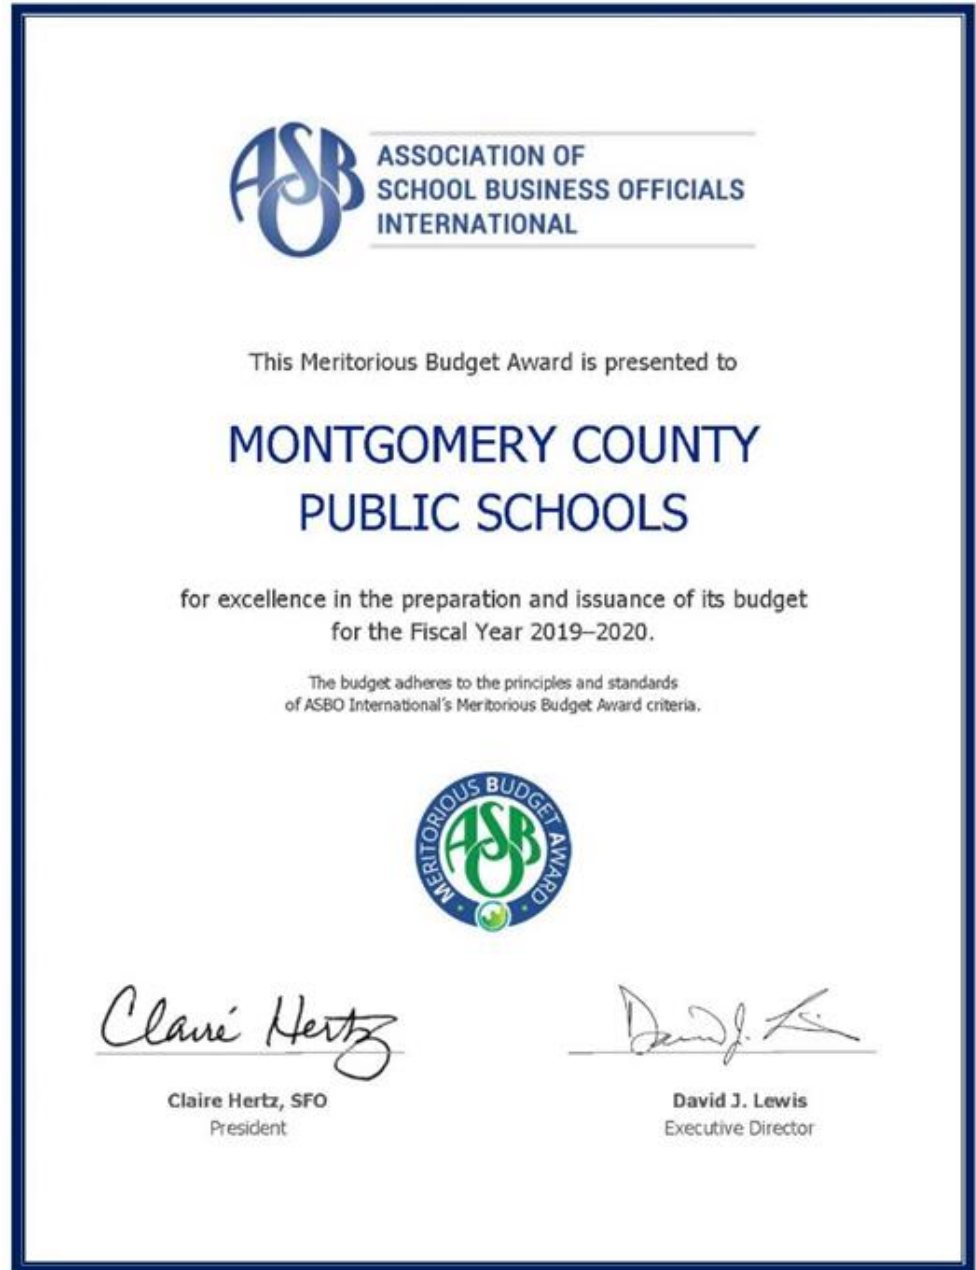 ASBO
ASSOCIATION OF
SCHOOL BUSINESS OFFICIALS
INTERNATIONAL
This Meritorious Budget Award is presented to
MONTGOMERY COUNTY
PUBLIC SCHOOLS
for excellence in the preparation and issuance of its budget
for the Fiscal Year 2019–2020.
The budget adheres to the principles and standards
of ASBO International's Meritorious Budget Award criteria.
MERITORIOUS BUDGET AWARD
ASBO
Claire Hertz
David J. Lewis
Claire Hertz, SFO
David J. Lewis
President
Executive Director